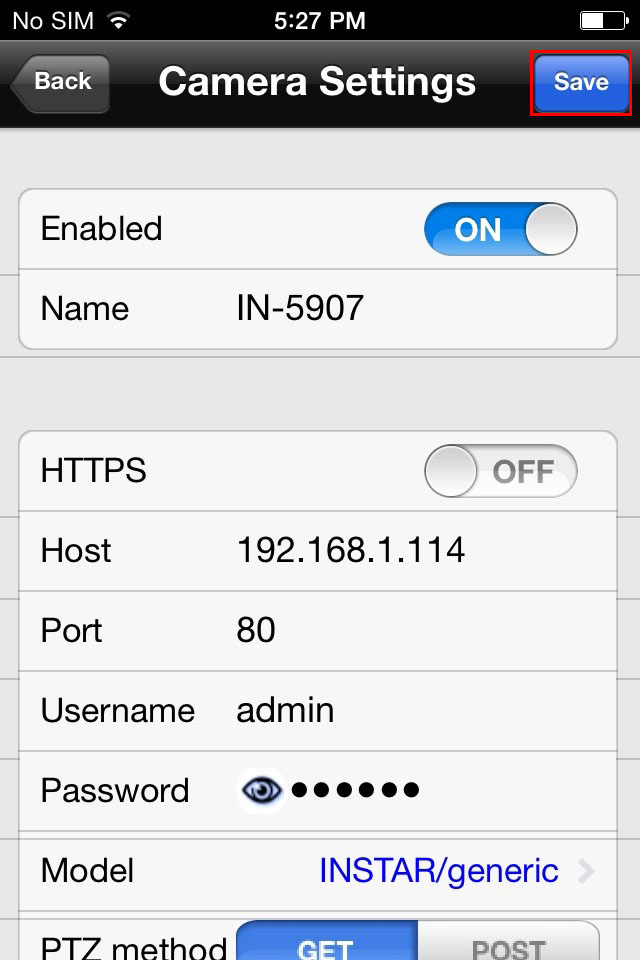 No SIM 5:27 PM
Back Camera Settings Save
Enabled ON
Name IN-5907
HTTPS OFF
Host 192.168.1.114
Port 80
Username admin
Password ••••••
Model INSTAR/generic
PTZ method GET POST